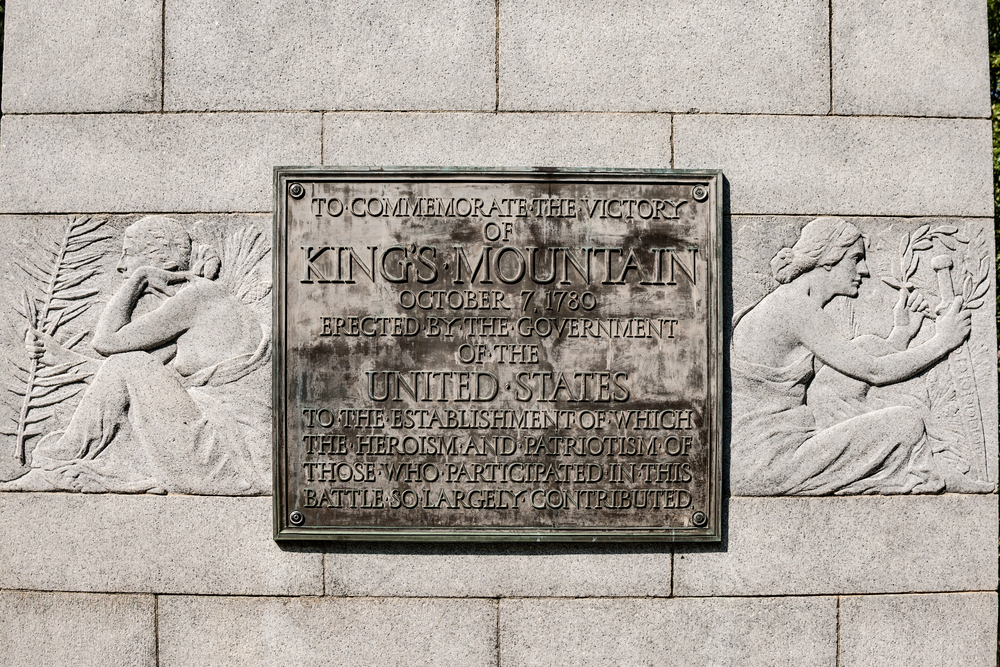 TO·COMMEMORATE·THE·VICTORY
OF
KING'S·MOUNTAIN
OCTOBER 7, 1780
ERECTED·BY·THE·GOVERNMENT
OF·THE
UNITED·STATES
TO·THE·ESTABLISHMENT·OF·WHICH
THE·HEROISM·AND·PATRIOTISM·OF
THOSE·WHO·PARTICIPATED·IN·THIS
BATTLE·SO·LARGELY·CONTRIBUTED